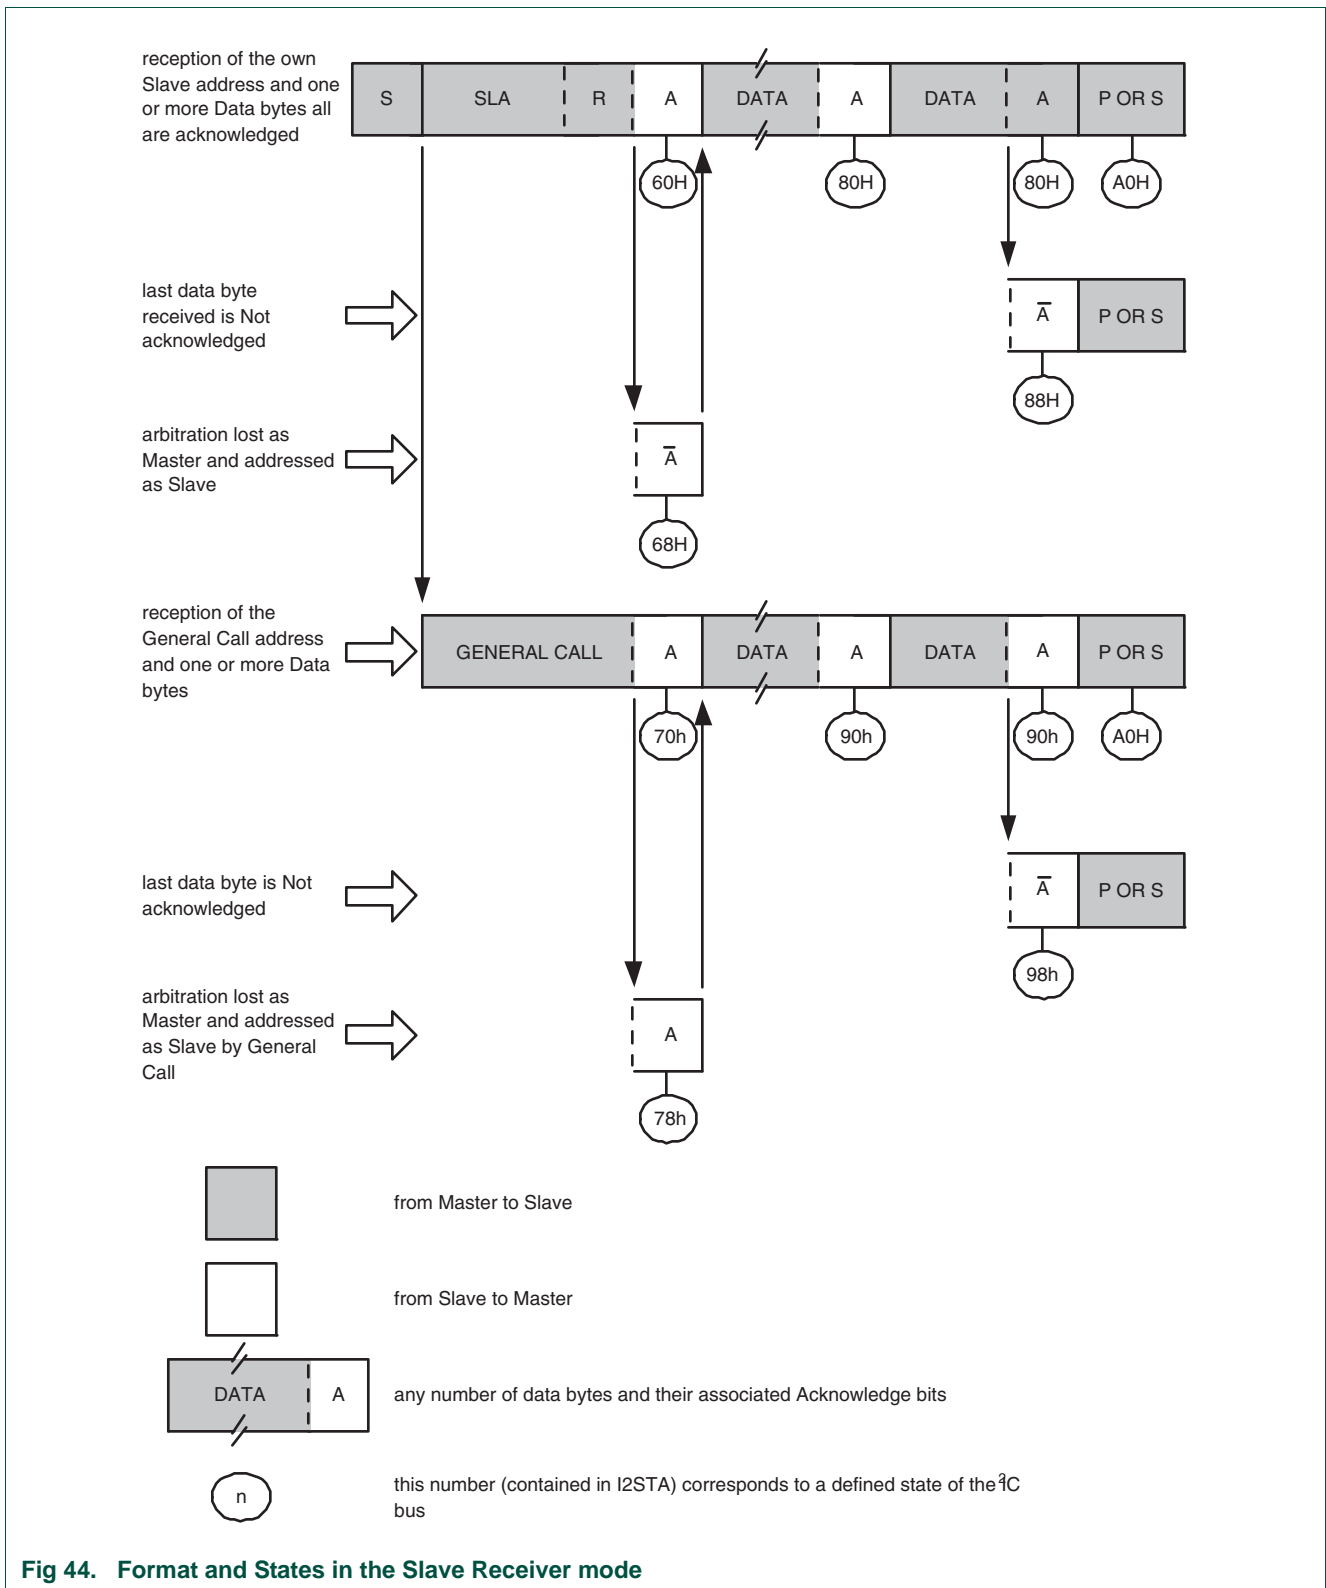 reception of the own
Slave address and one
or more Data bytes all
are acknowledged
S SLA R A DATA A DATA A P OR S
60H 80H 80H A0H
last data byte
received is Not
acknowledged
A̅ P OR S
88H
arbitration lost as
Master and addressed
as Slave
A̅
68H
reception of the
General Call address
and one or more Data
bytes
GENERAL CALL A DATA A DATA A P OR S
70h 90h 90h A0H
last data byte is Not
acknowledged
A̅ P OR S
98h
arbitration lost as
Master and addressed
as Slave by General
Call
A
78h
from Master to Slave
from Slave to Master
DATA A any number of data bytes and their associated Acknowledge bits
n this number (contained in I2STA) corresponds to a defined state of the I²C
bus
Fig 44. Format and States in the Slave Receiver mode